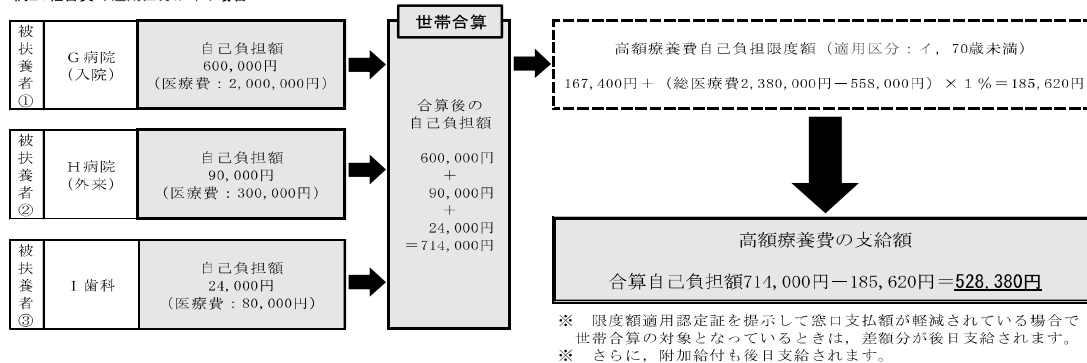 被扶養者①
G病院
(入院)
自己負担額
600,000円
(医療費：2,000,000円)
被扶養者②
H病院
(外来)
自己負担額
90,000円
(医療費：300,000円)
被扶養者③
I歯科
自己負担額
24,000円
(医療費：80,000円)
世帯合算
合算後の
自己負担額
600,000円
+
90,000円
+
24,000円
=714,000円
高額療養費自己負担限度額（適用区分：イ，70歳未満）
167,400円＋（総医療費2,380,000円－558,000円）×１％＝185,620円
高額療養費の支給額
合算自己負担額714,000円－185,620円＝528,380円
※　限度額適用認定証を提示して窓口支払額が軽減されている場合で
世帯合算の対象となっているときは，差額分が後日支給されます。
※　さらに，附加給付も後日支給されます。